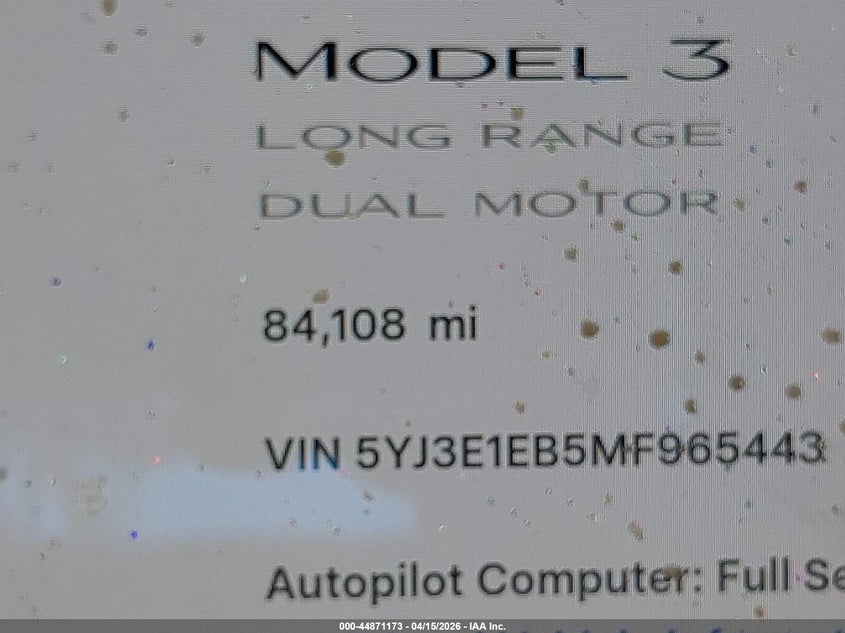 MODEL 3
LONG RANGE
DUAL MOTOR
84,108 mi
VIN 5YJ3E1EB5MF965443
Autopilot Computer: Full Se
000-44871173 - 04/15/2026 - IAA Inc.